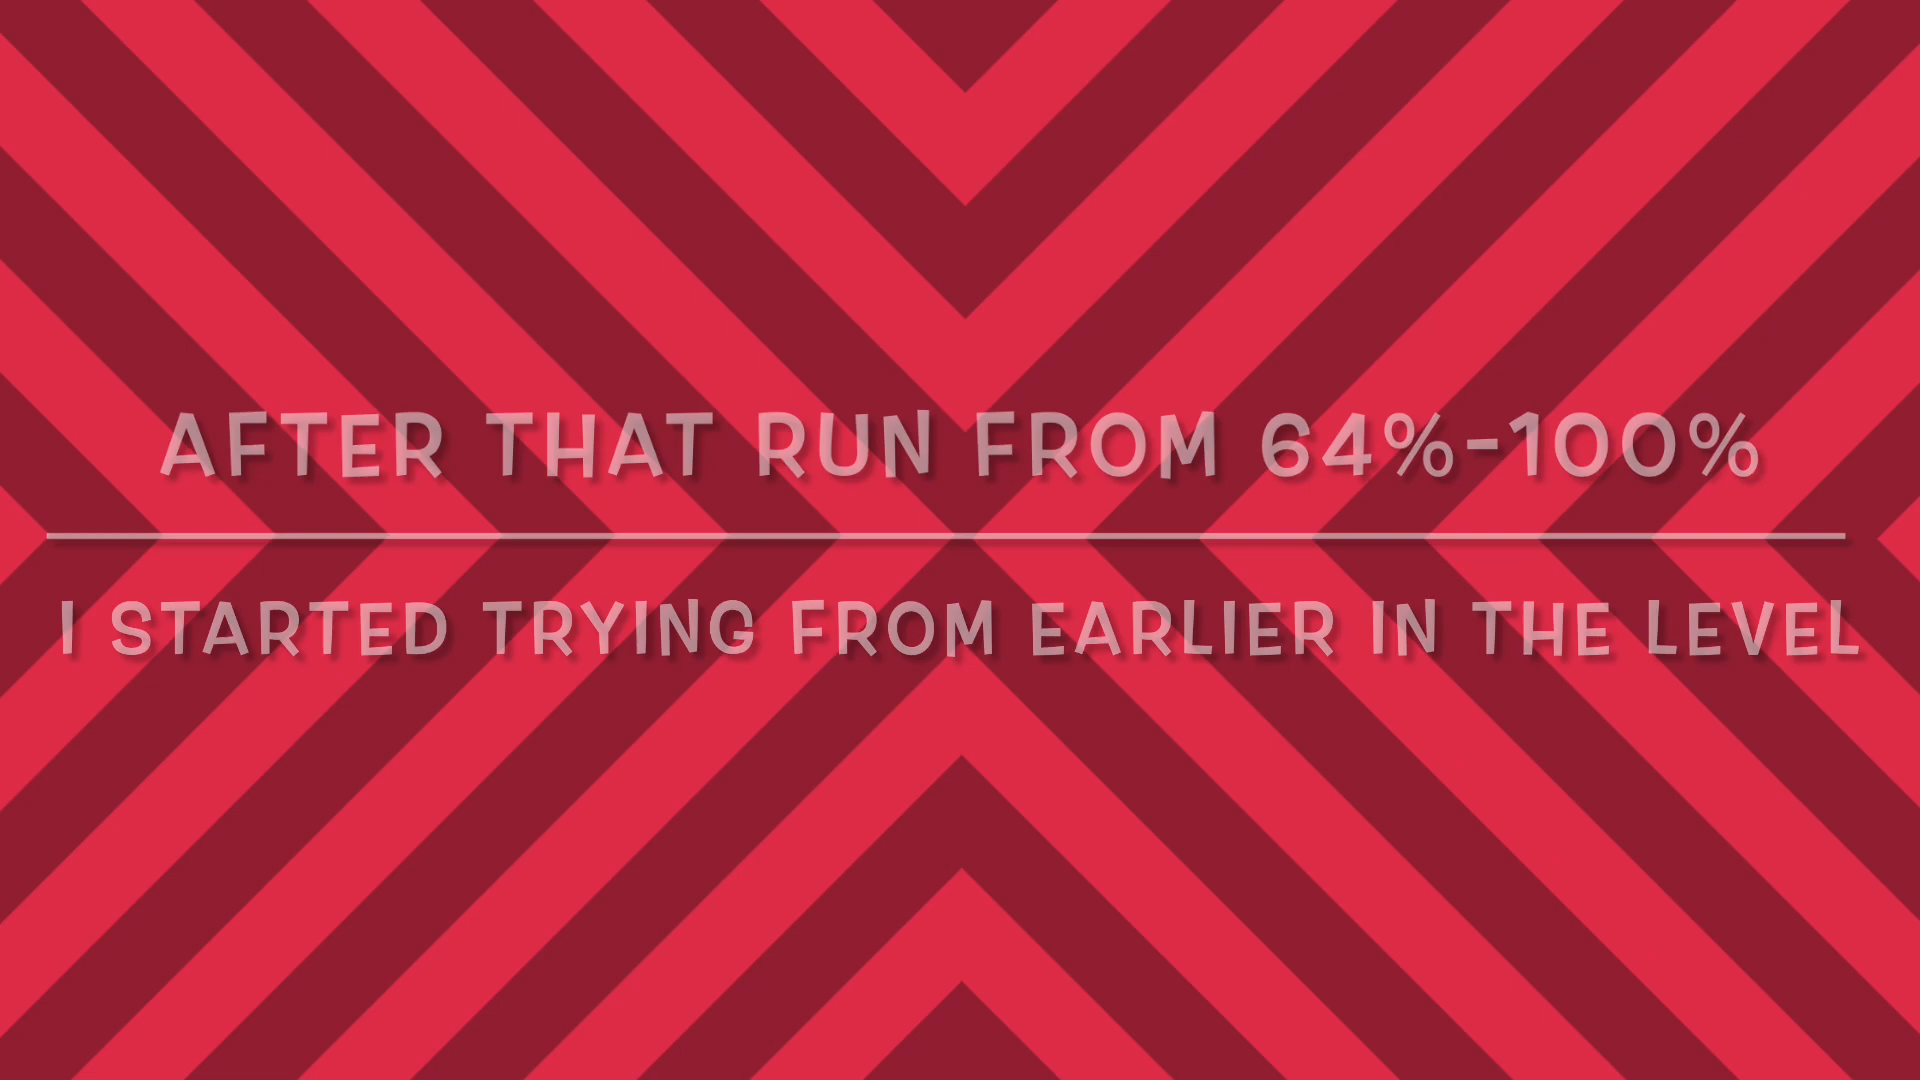 AFTER THAT RUN FROM 64%-100%
I STARTED TRYING FROM EARLIER IN THE LEVEL